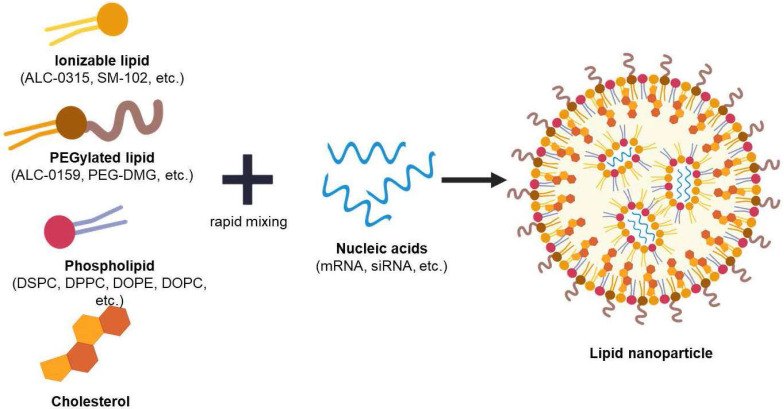 Ionizable lipid
(ALC-0315, SM-102, etc.)
PEGylated lipid
(ALC-0159, PEG-DMG, etc.)
Phospholipid
(DSPC, DPPC, DOPE, DOPC,
etc.)
Cholesterol
rapid mixing
Nucleic acids
(mRNA, siRNA, etc.)
Lipid nanoparticle